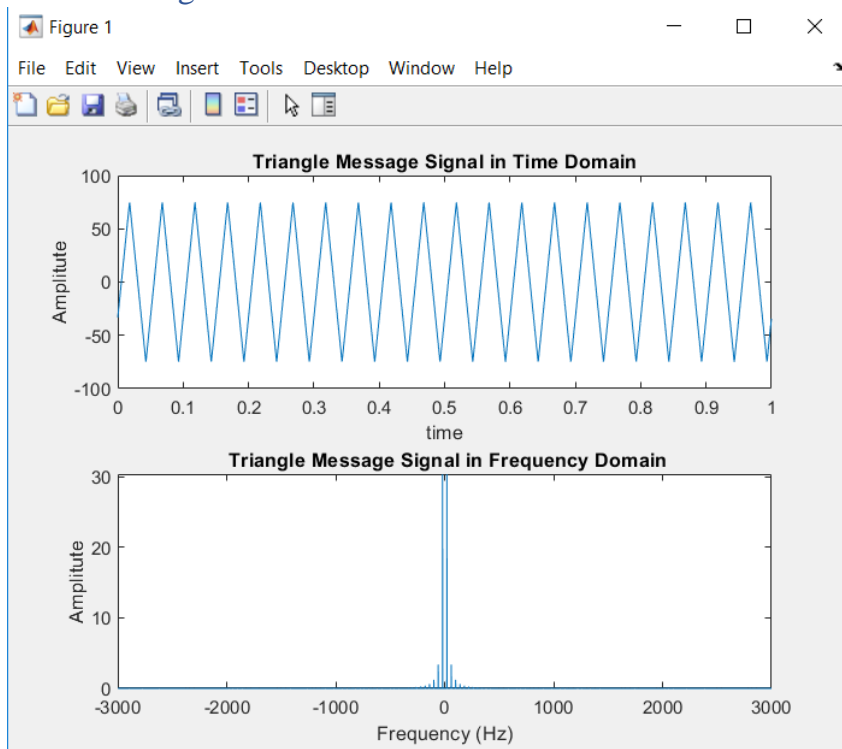 Figure 1
File Edit View Insert Tools Desktop Window Help
Triangle Message Signal in Time Domain
100
50
0
-50
-100
Amplitute
0 0.1 0.2 0.3 0.4 0.5 0.6 0.7 0.8 0.9 1
time
Triangle Message Signal in Frequency Domain
30
20
10
0
Amplitute
-3000 -2000 -1000 0 1000 2000 3000
Frequency (Hz)